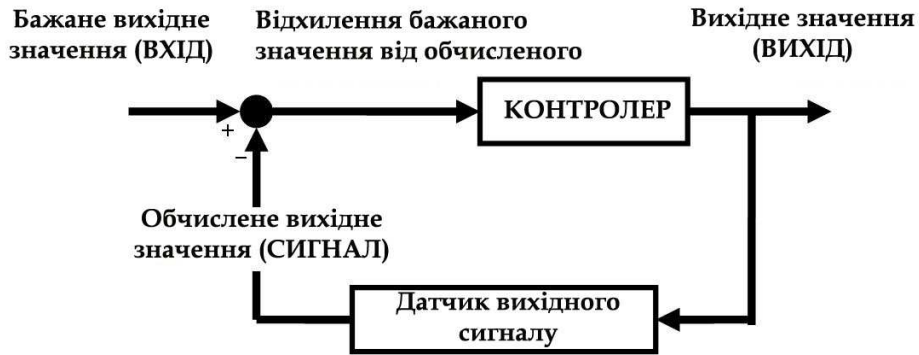 Бажане вихідне
значення (ВХІД)
Відхилення бажаного
значення від обчисленого
Вихідне значення
(ВИХІД)
КОНТРОЛЕР
+
−
Обчислене вихідне
значення (СИГНАЛ)
Датчик вихідного
сигналу